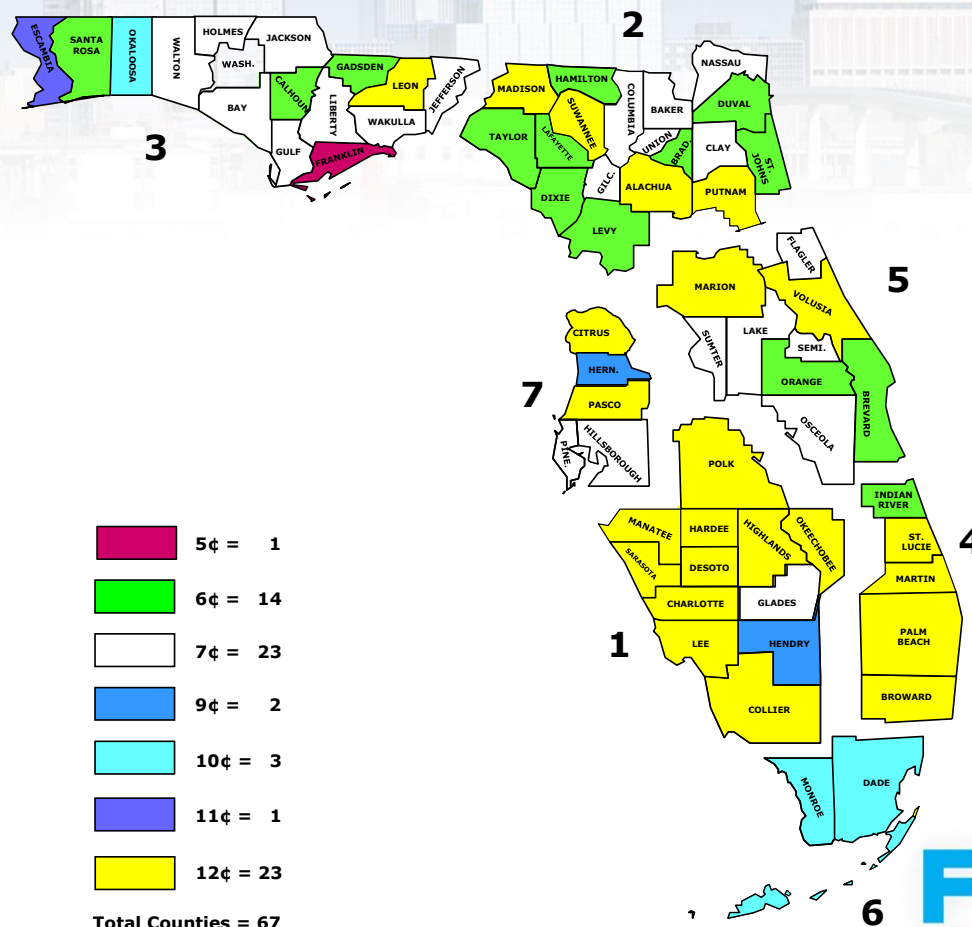 2
ESCAMBIA
SANTA
ROSA
OKALOOSA
WALTON
HOLMES
WASH.
JACKSON
BAY
CALHOUN
GULF
LIBERTY
GADSDEN
FRANKLIN
LEON
WAKULLA
JEFFERSON
3
MADISON
HAMILTON
SUWANNEE
TAYLOR
LAFAYETTE
DIXIE
COLUMBIA
BAKER
NASSAU
DUVAL
UNION
BRAD.
CLAY
ST.
JOHNS
GILC.
ALACHUA
PUTNAM
LEVY
MARION
FLAGLER
VOLUSIA
5
SUMTER
LAKE
SEMI.
ORANGE
BREVARD
OSCEOLA
CITRUS
HERN.
PASCO
PINE.
HILLSBOROUGH
7
POLK
MANATEE
HARDEE
HIGHLANDS
OKEECHOBEE
SARASOTA
DESOTO
CHARLOTTE
GLADES
LEE
HENDRY
COLLIER
1
INDIAN
RIVER
ST.
LUCIE
4
MARTIN
PALM
BEACH
BROWARD
MONROE
DADE
6
5¢ = 1
6¢ = 14
7¢ = 23
9¢ = 2
10¢ = 3
11¢ = 1
12¢ = 23
Total Counties = 67
F